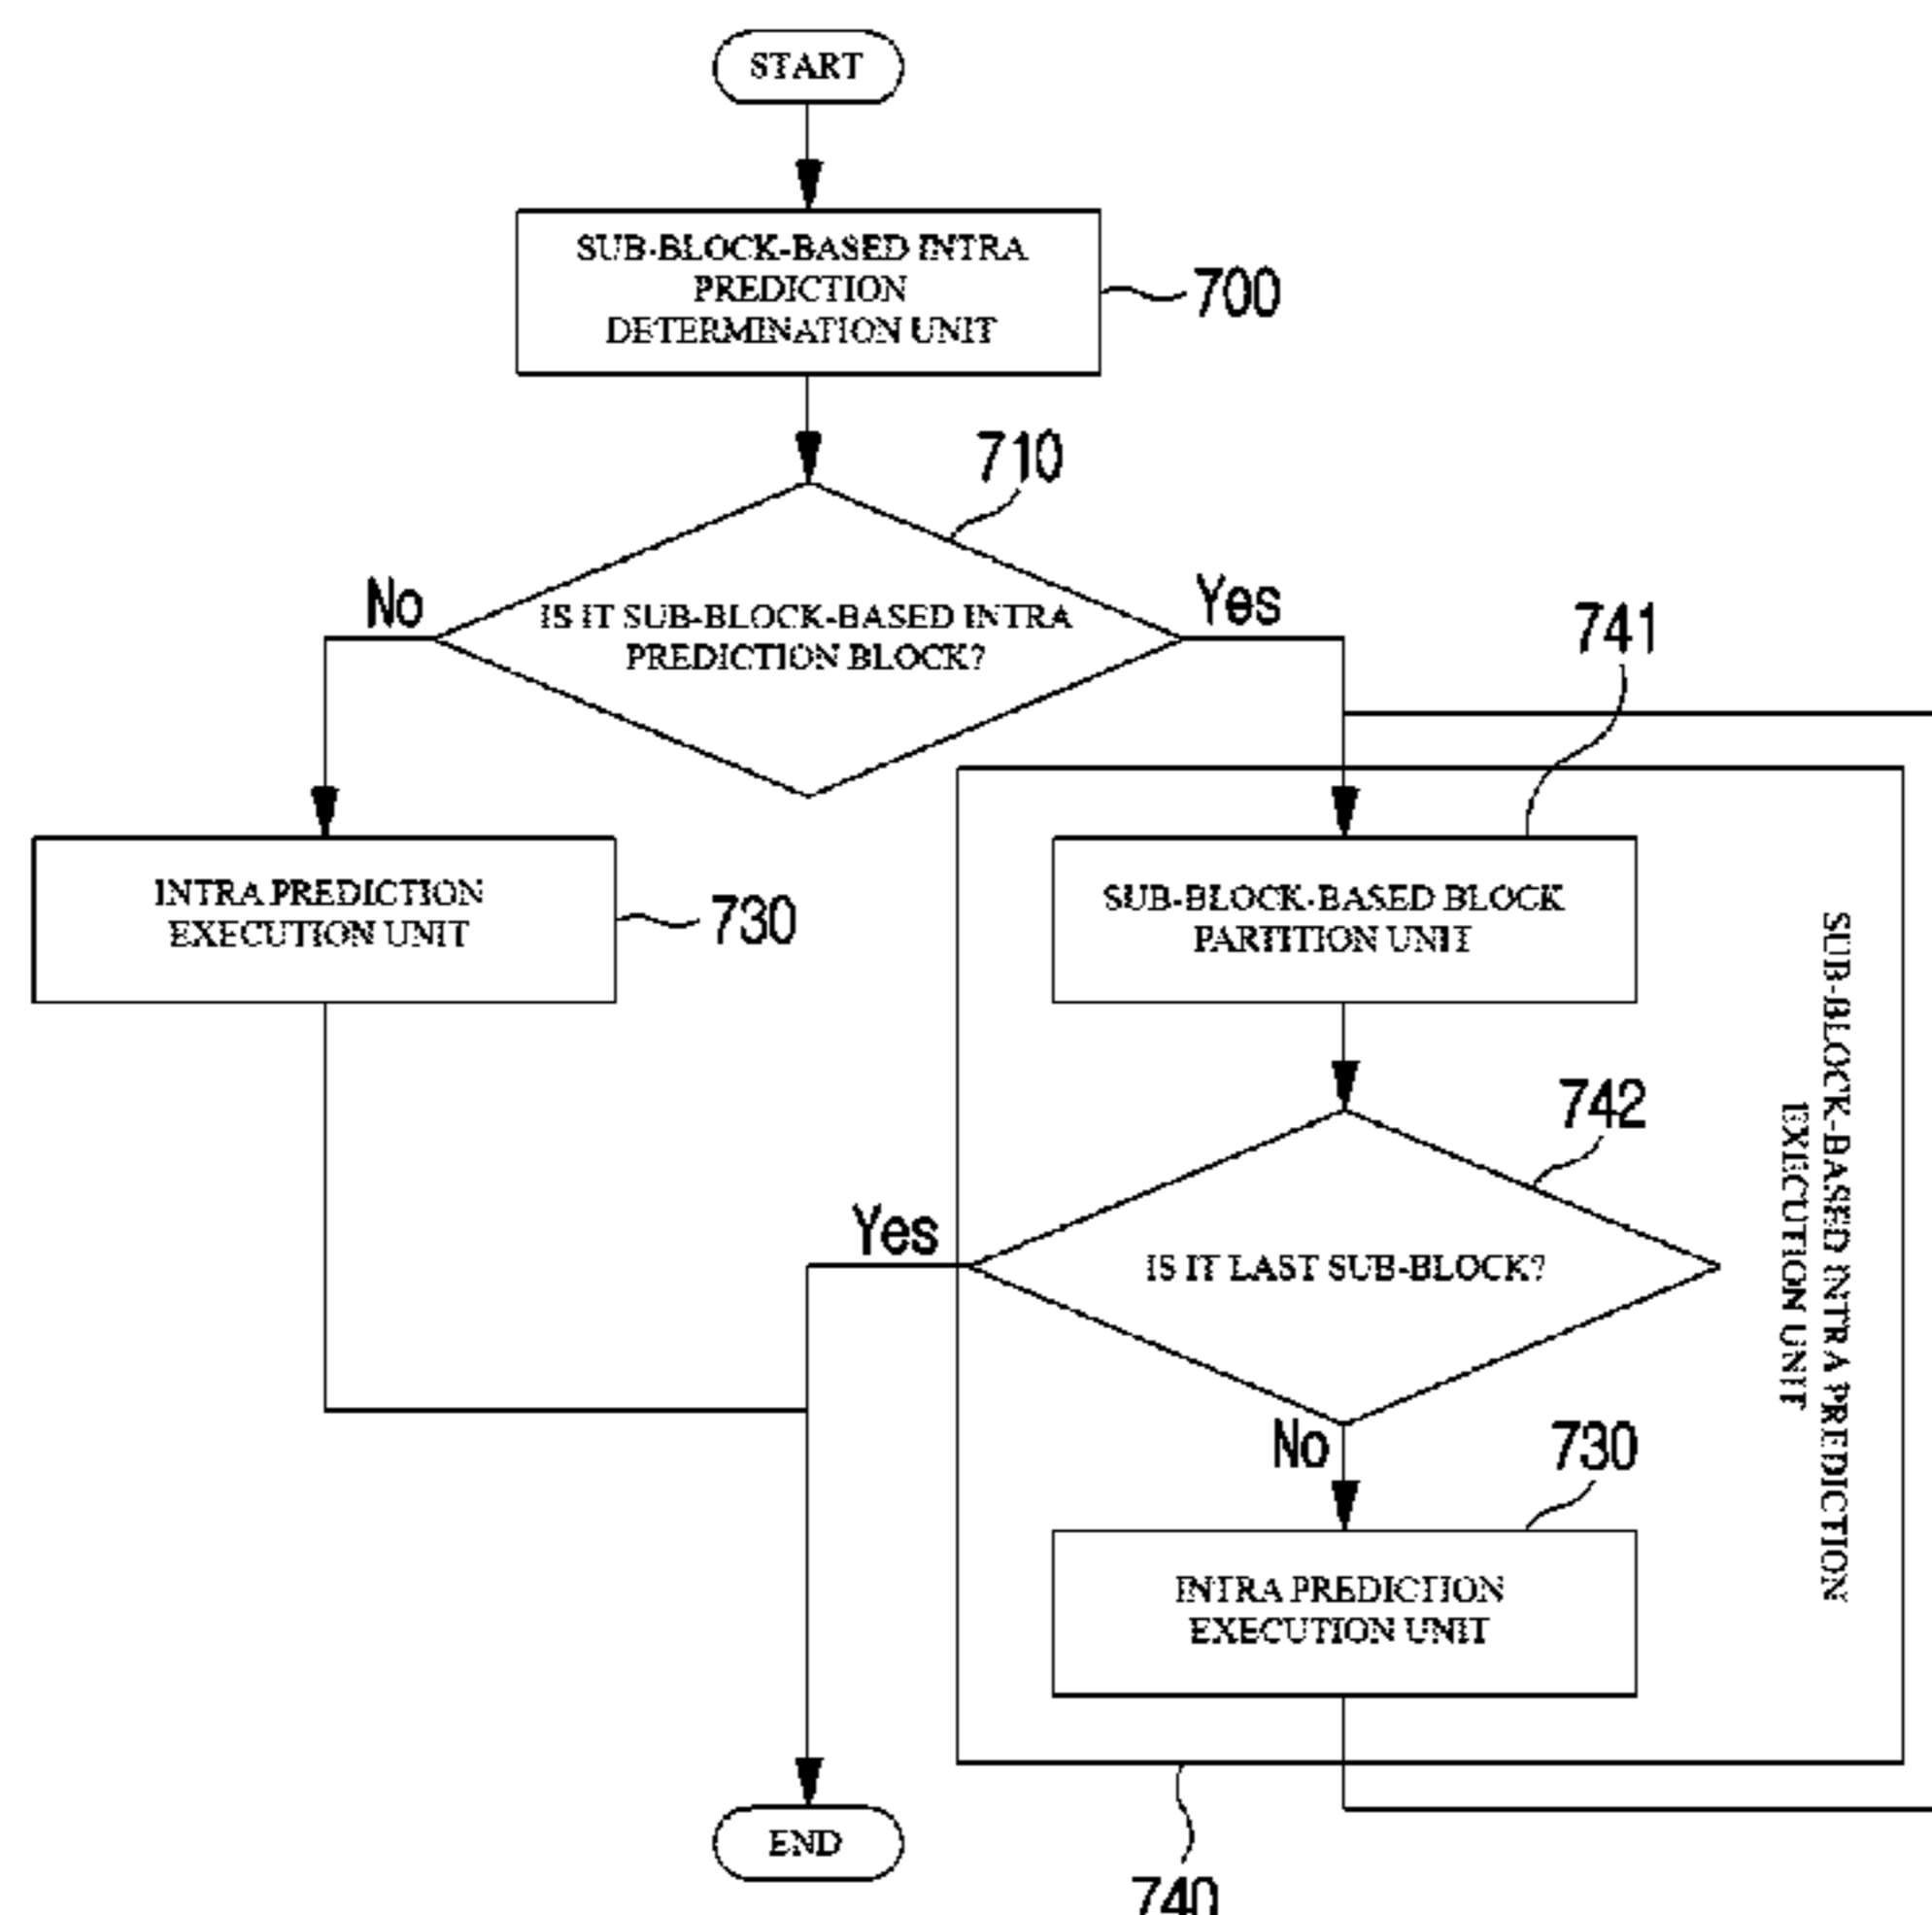 START
SUB-BLOCK-BASED INTRA
PREDICTION
DETERMINATION UNIT
700
710
IS IT SUB-BLOCK-BASED INTRA
PREDICTION BLOCK?
No
Yes
741
INTRA PREDICTION
EXECUTION UNIT
730
SUB-BLOCK-BASED BLOCK
PARTITION UNIT
742
Yes
IS IT LAST SUB-BLOCK?
No
730
INTRA PREDICTION
EXECUTION UNIT
SUB-BLOCK-BASED INTRA PREDICTION
EXECUTION UNIT
END
740